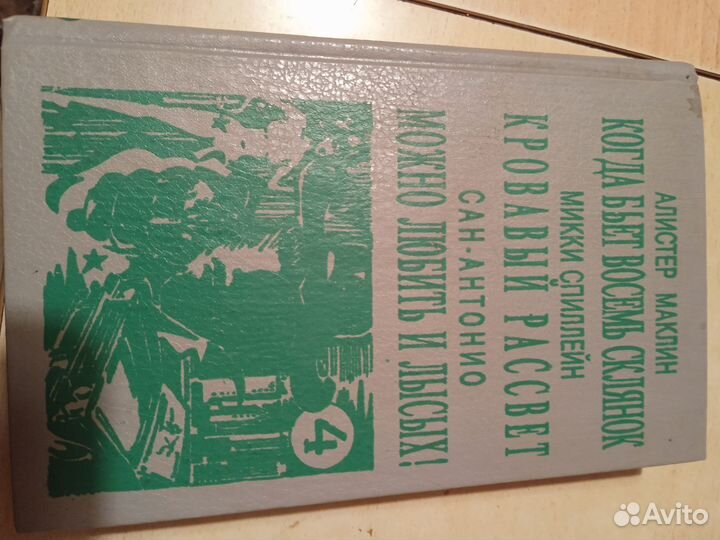 АЛИСТЕР МАКЛИН
КОГДА БЬЕТ ВОСЕМЬ СКЛЯНОК
МИККИ СПИЛЛЕЙН
КРОВАВЫЙ РАССВЕТ
САН-АНТОНИО
МОЖНО ЛЮБИТЬ И ЛЫСЫХ!
4
Avito